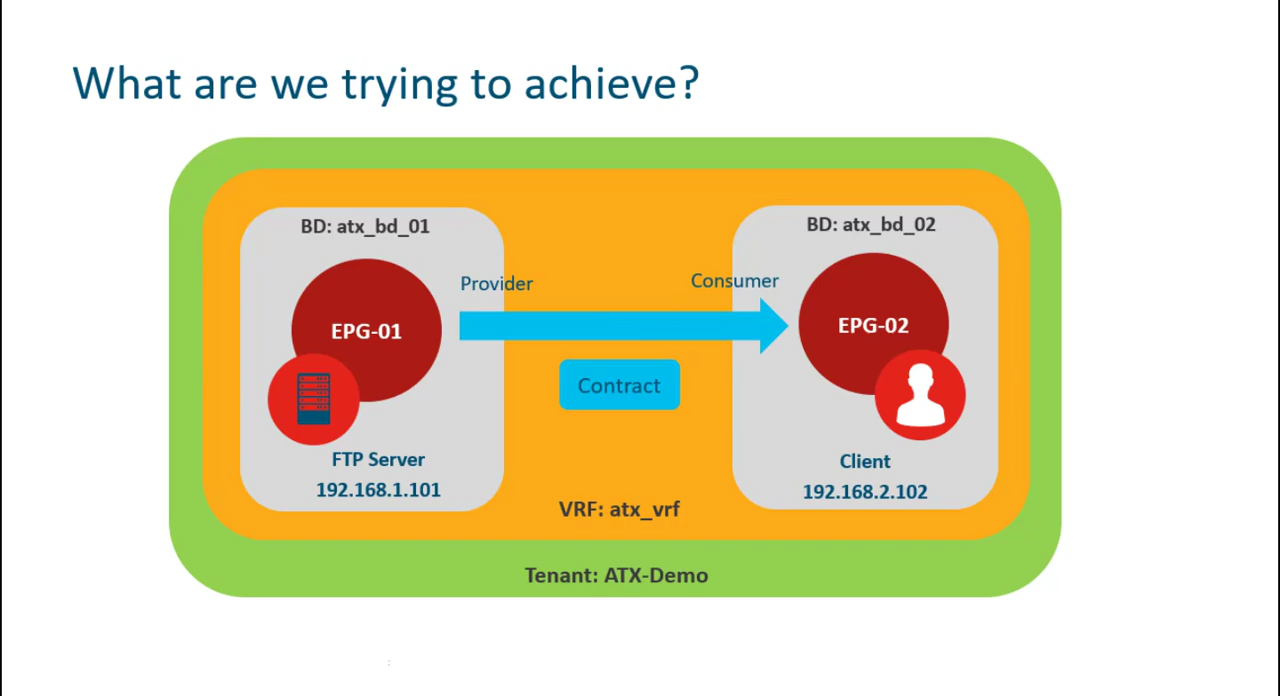 What are we trying to achieve?
BD: atx_bd_01
BD: atx_bd_02
Provider
Consumer
EPG-01
EPG-02
Contract
FTP Server
192.168.1.101
Client
192.168.2.102
VRF: atx_vrf
Tenant: ATX-Demo